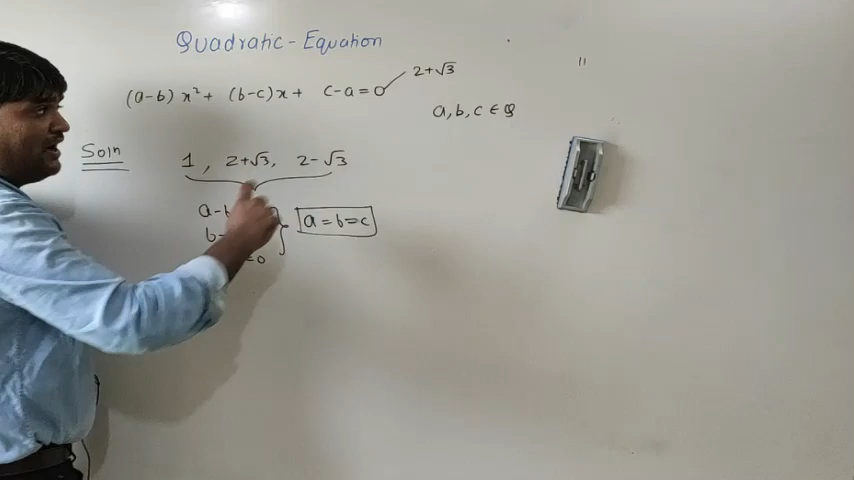 Quadratic-Equation
(a-b) x² + (b-c)x + c-a=0 2+√3
a, b, c ∈ Q
Soln 1, 2+√3, 2-√3
a-b
b-
=0
a=b=c